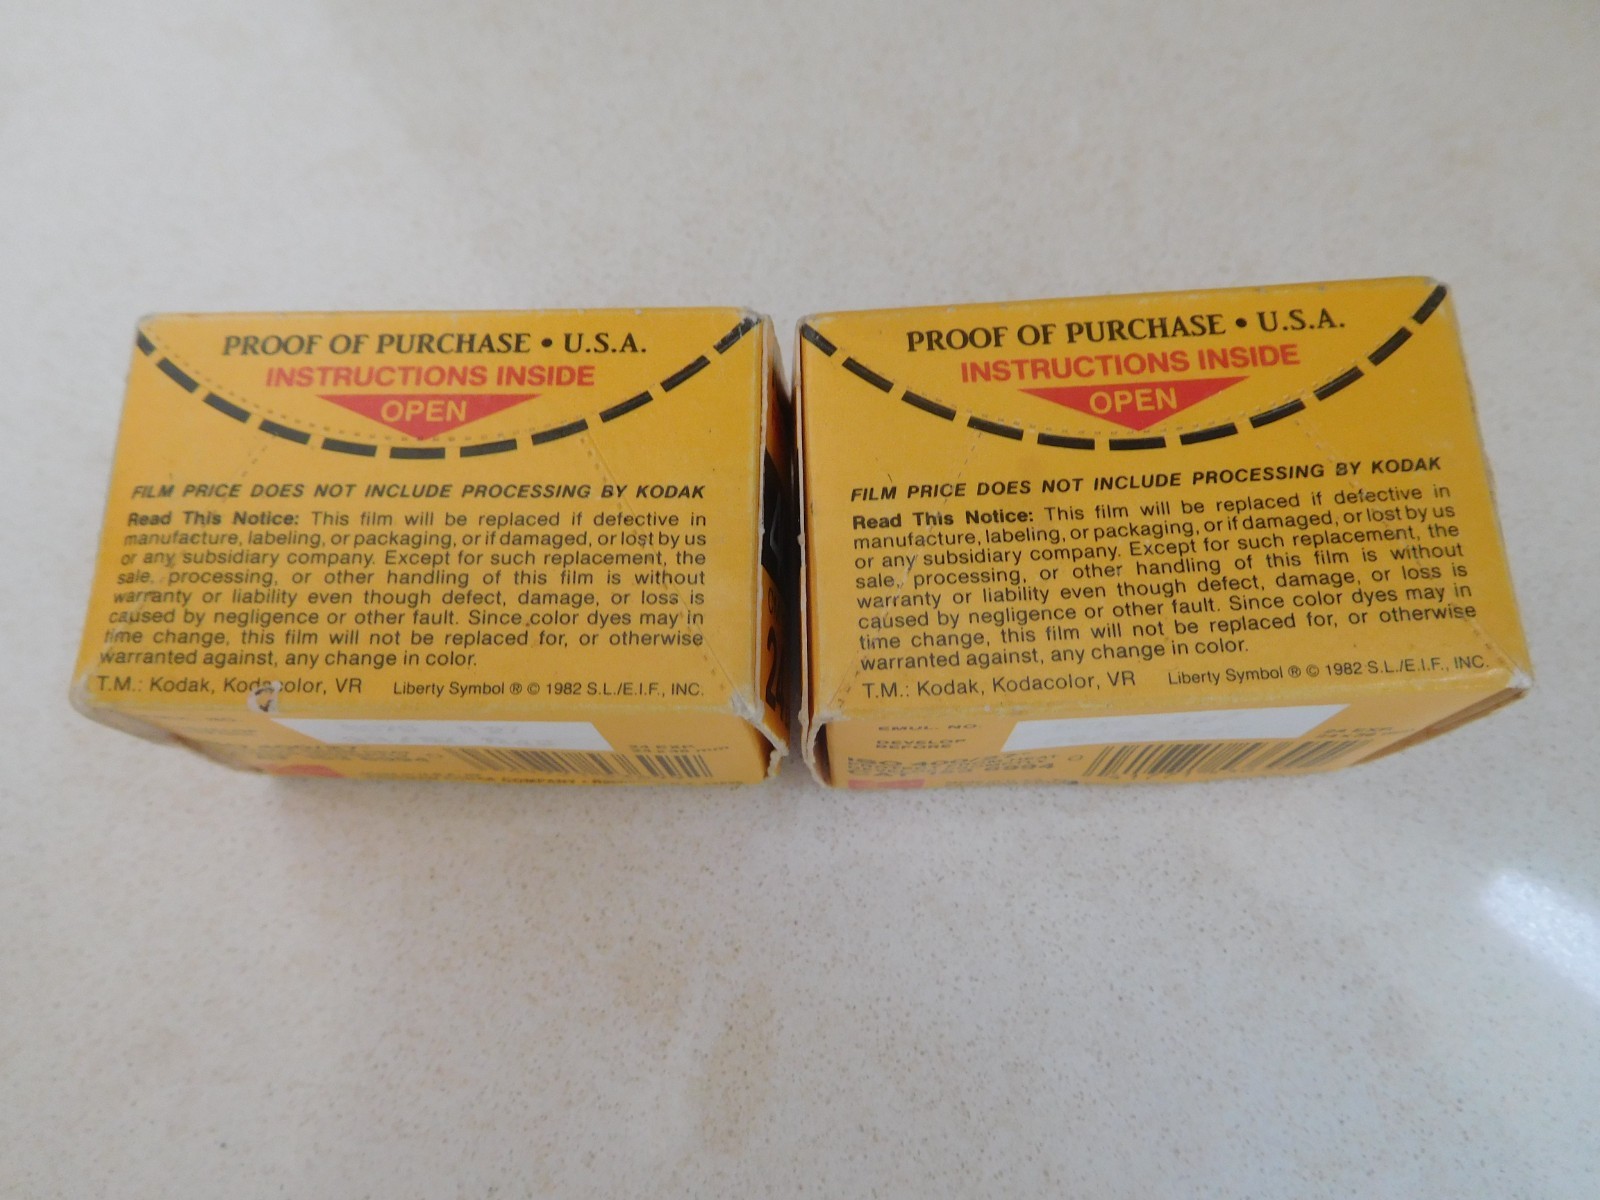 PROOF OF PURCHASE • U.S.A.
INSTRUCTIONS INSIDE
OPEN
FILM PRICE DOES NOT INCLUDE PROCESSING BY KODAK
Read This Notice: This film will be replaced if defective in
manufacture, labeling, or packaging, or if damaged, or lost by us
or any subsidiary company. Except for such replacement, the
sale, processing, or other handling of this film is without
warranty or liability even though defect, damage, or loss is
caused by negligence or other fault. Since color dyes may in
time change, this film will not be replaced for, or otherwise
warranted against, any change in color.
T.M.: Kodak, Kodacolor, VR Liberty Symbol ® © 1982 S.L./E.I.F., INC.
24 EXP.
COMPANY
PROOF OF PURCHASE • U.S.A.
INSTRUCTIONS INSIDE
OPEN
FILM PRICE DOES NOT INCLUDE PROCESSING BY KODAK
Read This Notice: This film will be replaced if defective in
manufacture, labeling, or packaging, or if damaged, or lost by us
or any subsidiary company. Except for such replacement, the
sale, processing, or other handling of this film is without
warranty or liability even though defect, damage, or loss is
caused by negligence or other fault. Since color dyes may in
time change, this film will not be replaced for, or otherwise
warranted against, any change in color.
T.M.: Kodak, Kodacolor, VR Liberty Symbol ® © 1982 S.L./E.I.F., INC.
EMUL. NO.
DEVELOP
BEFORE